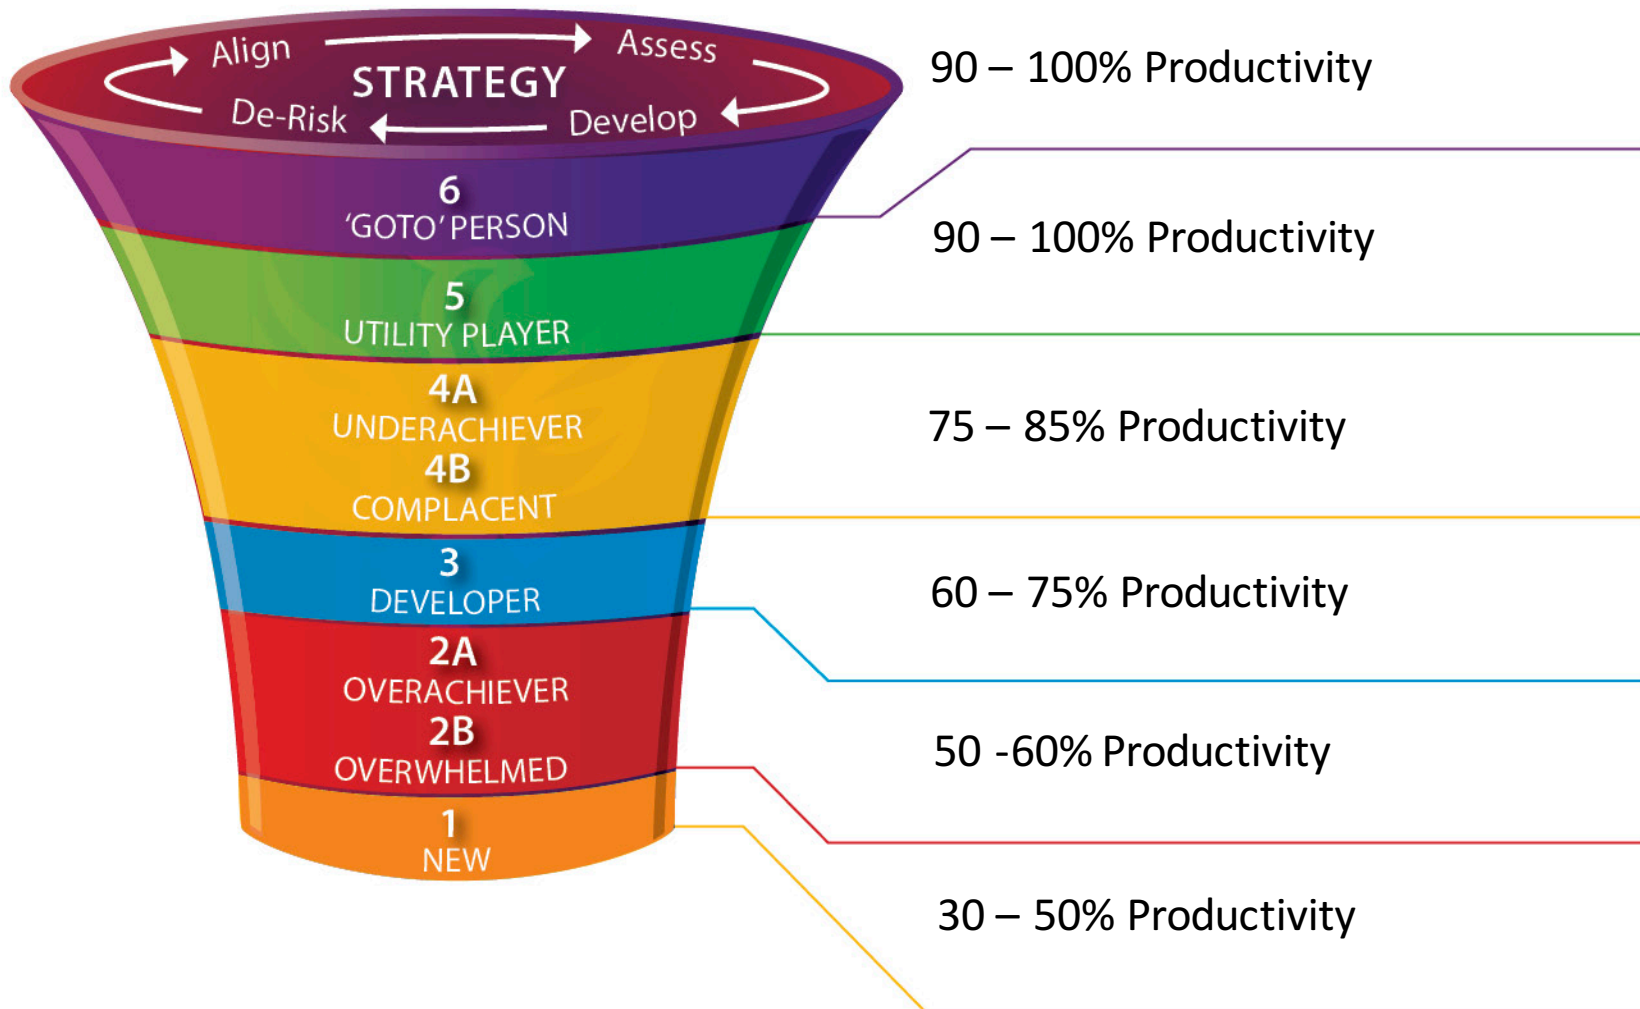 Align
Assess
STRATEGY
De-Risk
Develop
90 – 100% Productivity
6
‘GOTO’ PERSON
90 – 100% Productivity
5
UTILITY PLAYER
4A
UNDERACHIEVER
75 – 85% Productivity
4B
COMPLACENT
3
DEVELOPER
60 – 75% Productivity
2A
OVERACHIEVER
2B
OVERWHELMED
50 -60% Productivity
1
NEW
30 – 50% Productivity